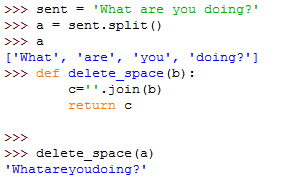 >>> sent = 'What are you doing?'
>>> a = sent.split()
>>> a
['What', 'are', 'you', 'doing?']
>>> def delete_space(b):
        c=''.join(b)
        return c

>>>
>>> delete_space(a)
'Whatareyoudoing?'